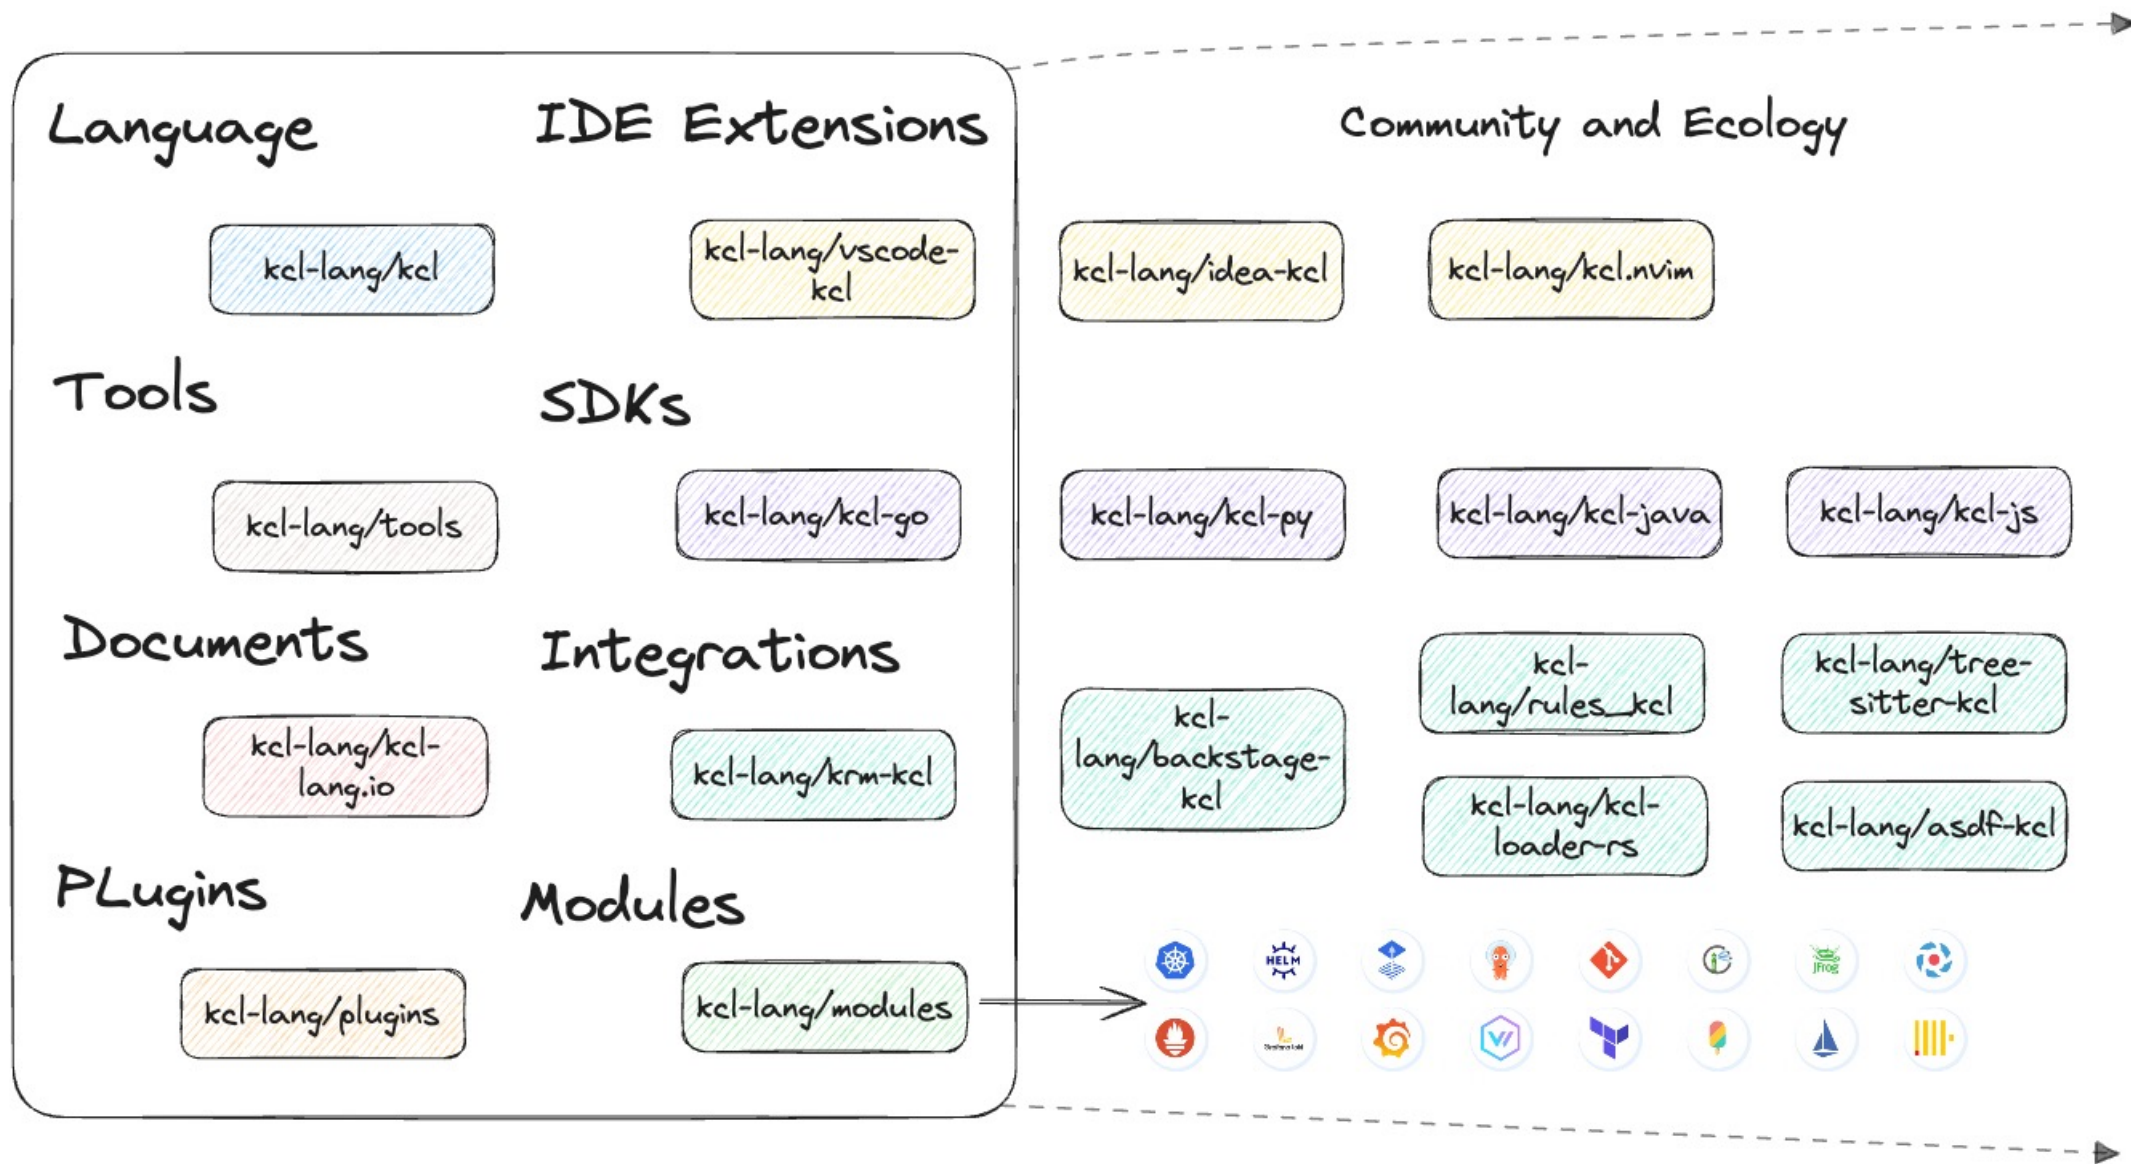 Language
IDE Extensions
Community and Ecology
kcl-lang/kcl
kcl-lang/vscode-
kcl
kcl-lang/idea-kcl
kcl-lang/kcl.nvim
Tools
SDKs
kcl-lang/tools
kcl-lang/kcl-go
kcl-lang/kcl-py
kcl-lang/kcl-java
kcl-lang/kcl-js
Documents
Integrations
kcl-lang/kcl-
lang.io
kcl-lang/krm-kcl
kcl-
lang/backstage-
kcl
kcl-
lang/rules_kcl
kcl-lang/tree-
sitter-kcl
kcl-lang/kcl-
loader-rs
kcl-lang/asdf-kcl
PLugins
Modules
kcl-lang/plugins
kcl-lang/modules
HELM
JFrog
Grafana Loki